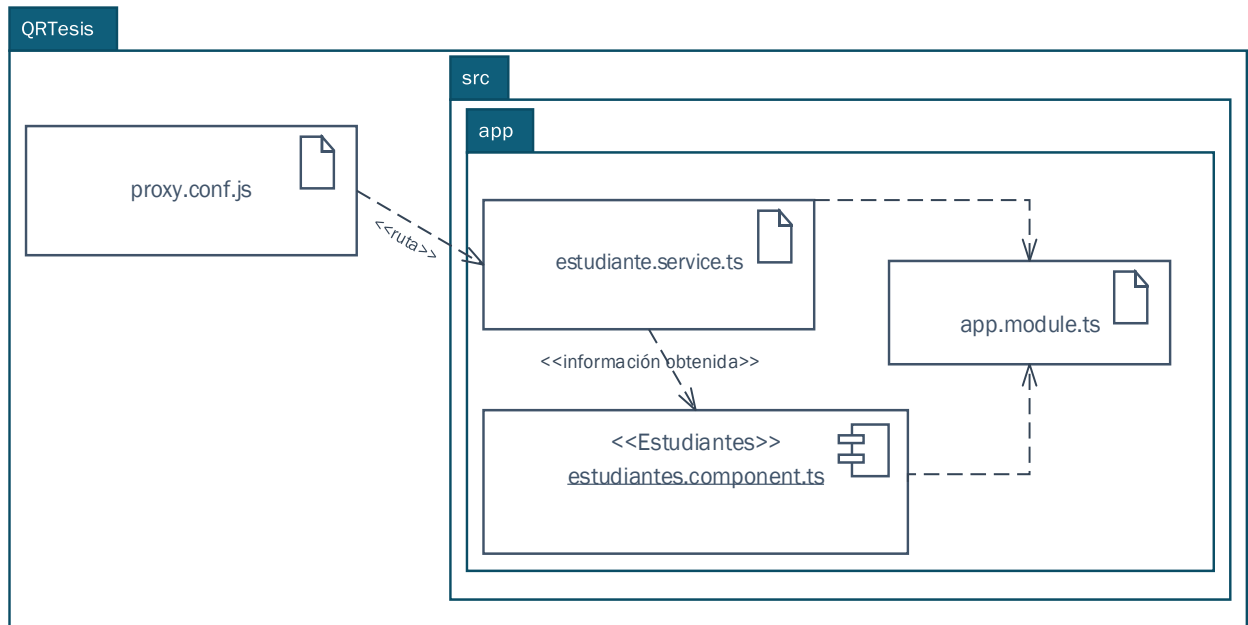 QRTesis
src
app
proxy.conf.js
<<ruta>>
estudiante.service.ts
app.module.ts
<<información obtenida>>
<<Estudiantes>>
estudiantes.component.ts